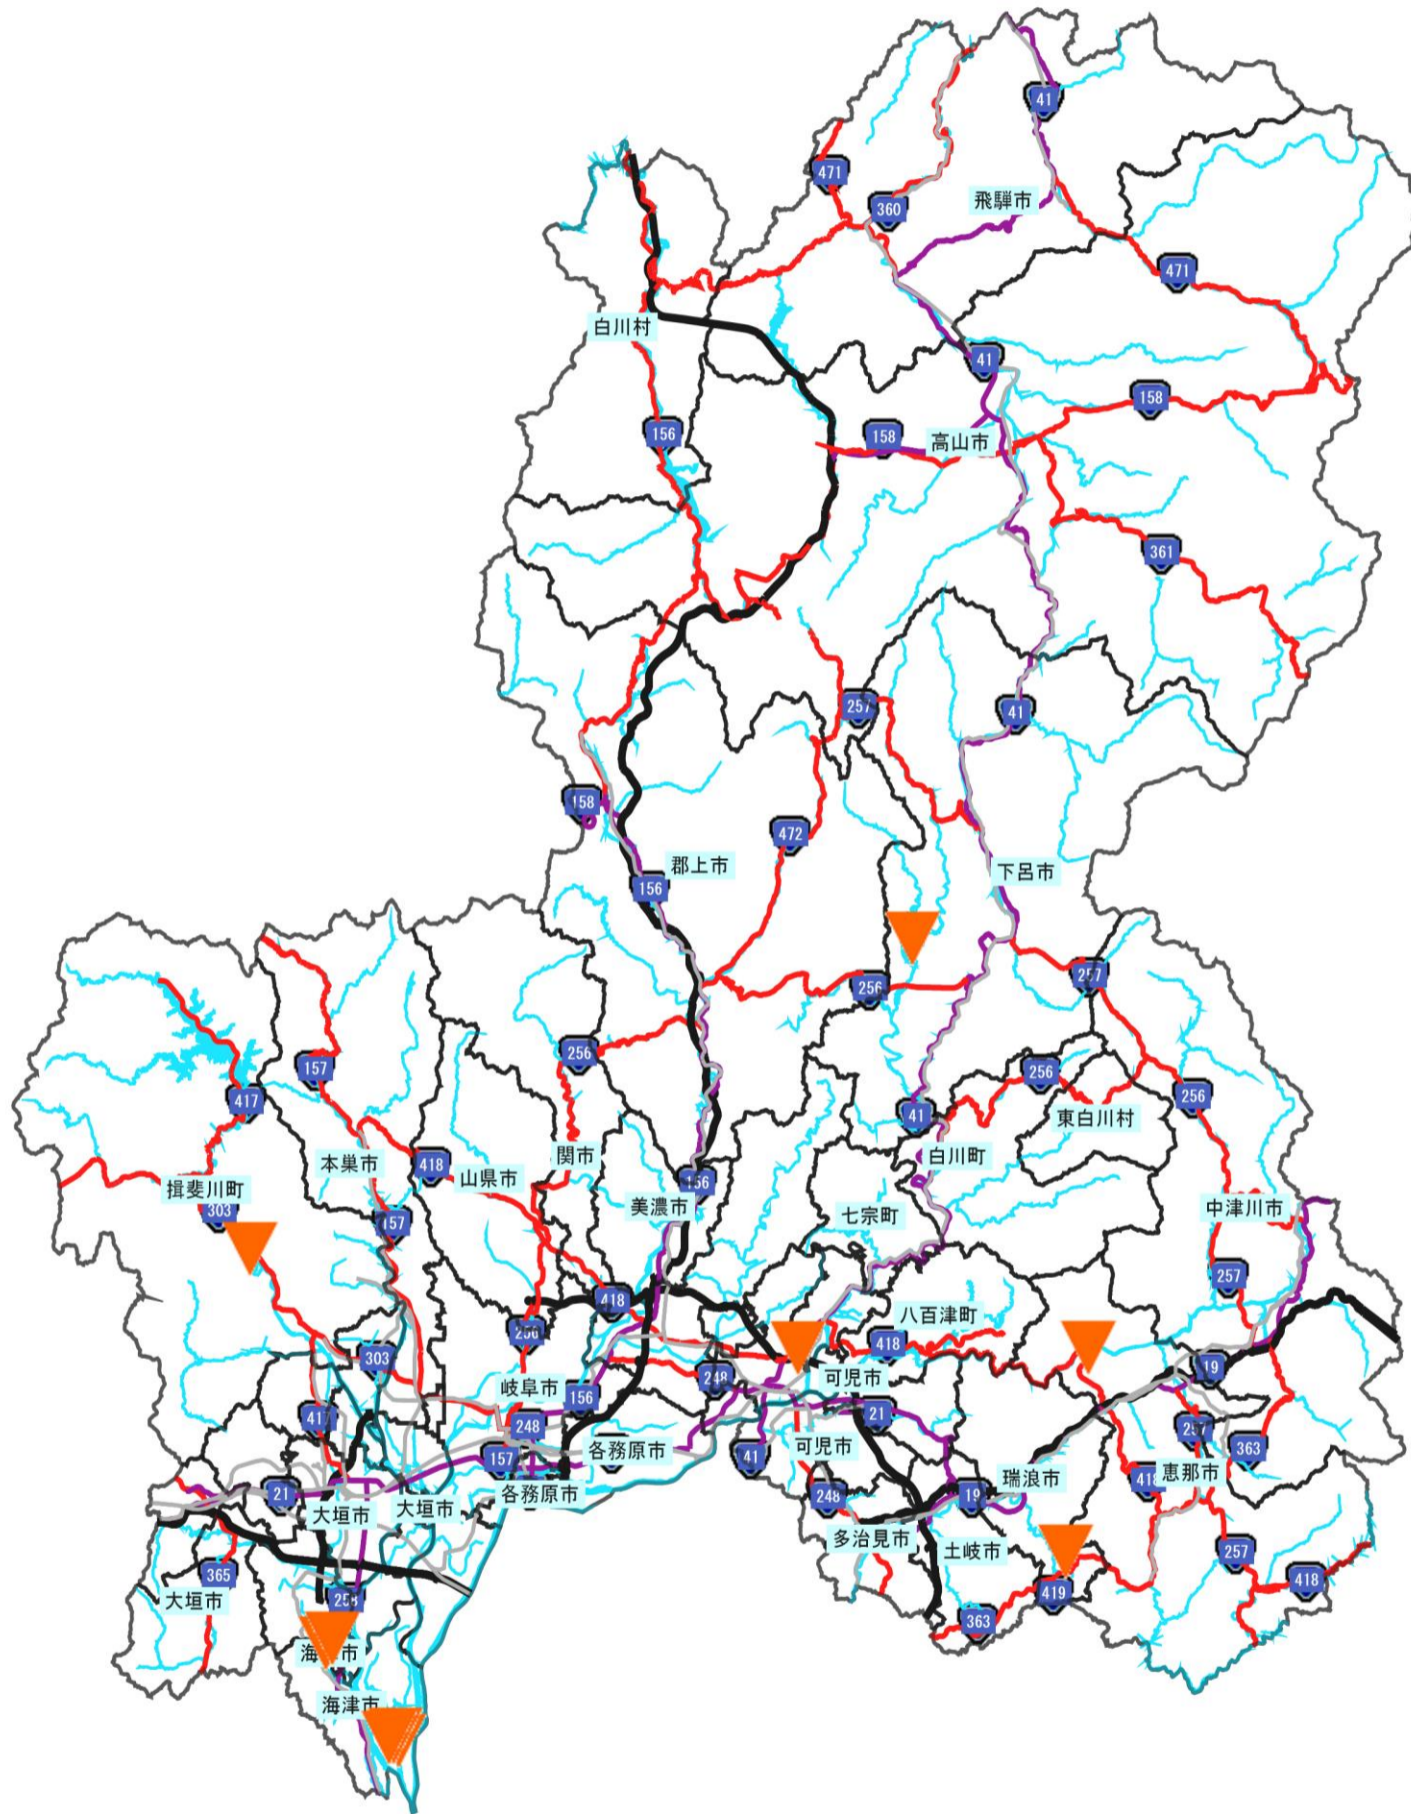 41
471
360
飛騨市
471
白川村
41
158
156
158
高山市
361
257
41
158
472
郡上市
156
下呂市
256
257
256
157
256
417
256
41
東白川村
本巣市
418
山県市
関市
白川町
揖斐川町
303
157
美濃市
156
七宗町
中津川市
257
418
256
八百津町
418
303
19
岐阜市
156
248
可児市
417
248
21
257
363
157
各務原市
41
可児市
21
各務原市
大垣市
大垣市
248
19
瑞浪市
418
恵那市
多治見市
土岐市
257
365
大垣市
258
419
418
363
市
海津市